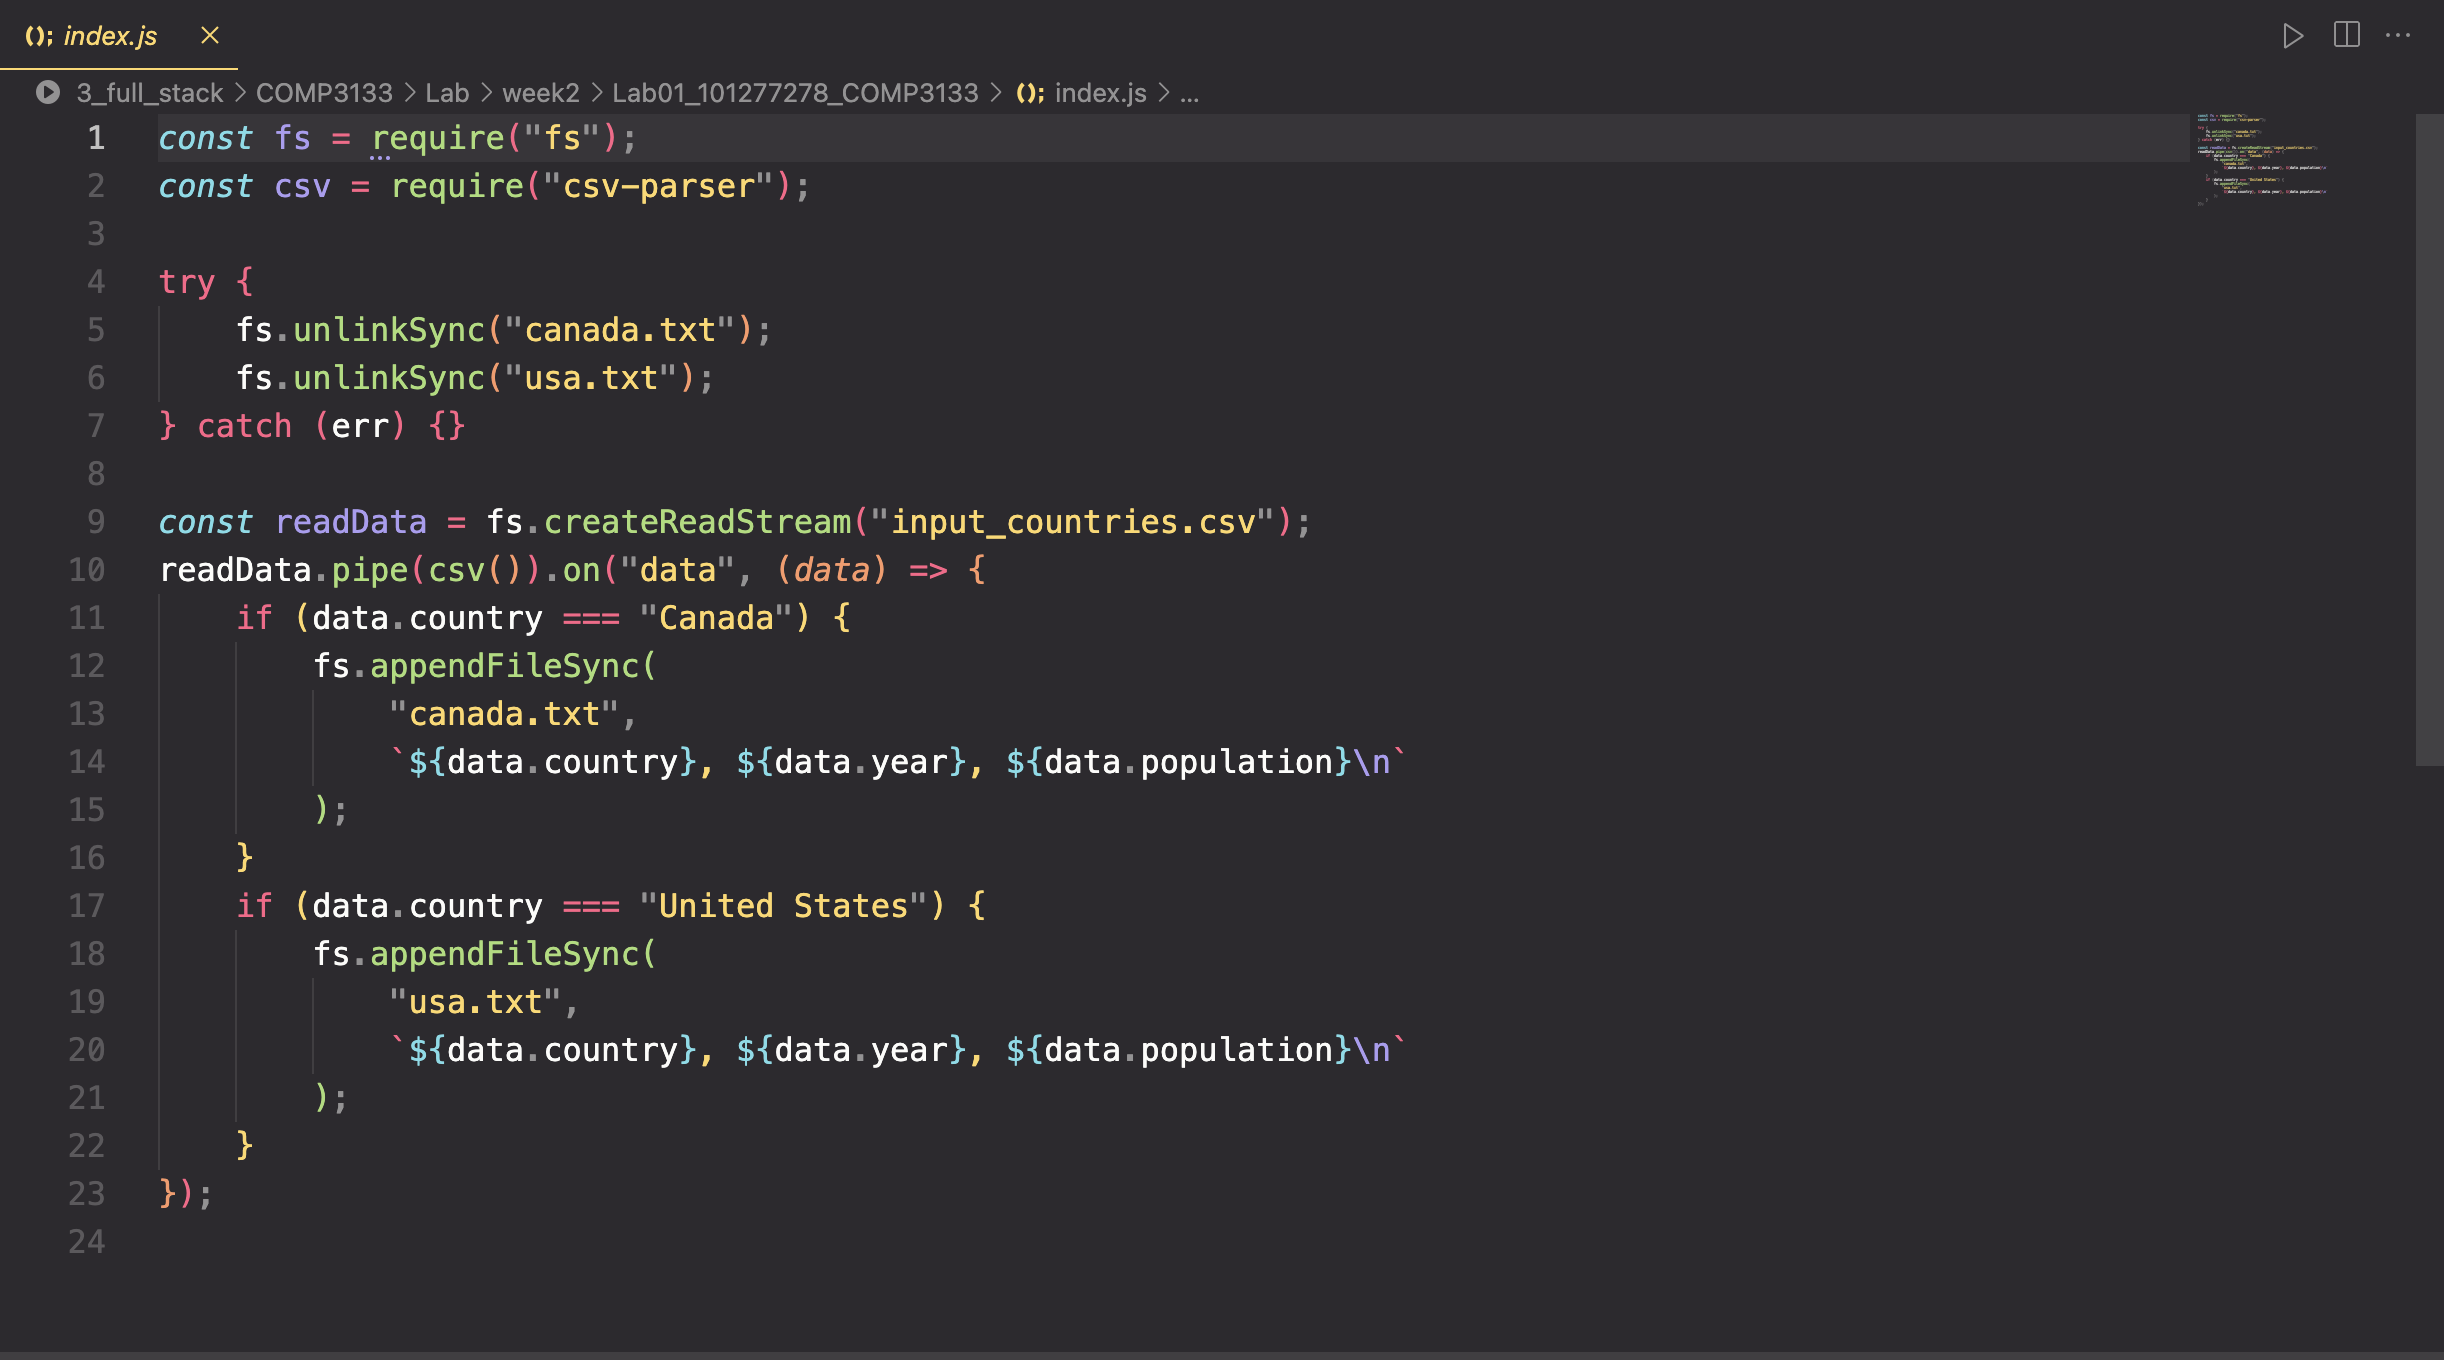 index.js
3_full_stack > COMP3133 > Lab > week2 > Lab01_101277278_COMP3133 > index.js > ...
1 const fs = require("fs");
2 const csv = require("csv-parser");
3
4 try {
5     fs.unlinkSync("canada.txt");
6     fs.unlinkSync("usa.txt");
7 } catch (err) {}
8
9 const readData = fs.createReadStream("input_countries.csv");
10 readData.pipe(csv()).on("data", (data) => {
11     if (data.country === "Canada") {
12         fs.appendFileSync(
13             "canada.txt",
14             `${data.country}, ${data.year}, ${data.population}\n`
15         );
16     }
17     if (data.country === "United States") {
18         fs.appendFileSync(
19             "usa.txt",
20             `${data.country}, ${data.year}, ${data.population}\n`
21         );
22     }
23 });
24